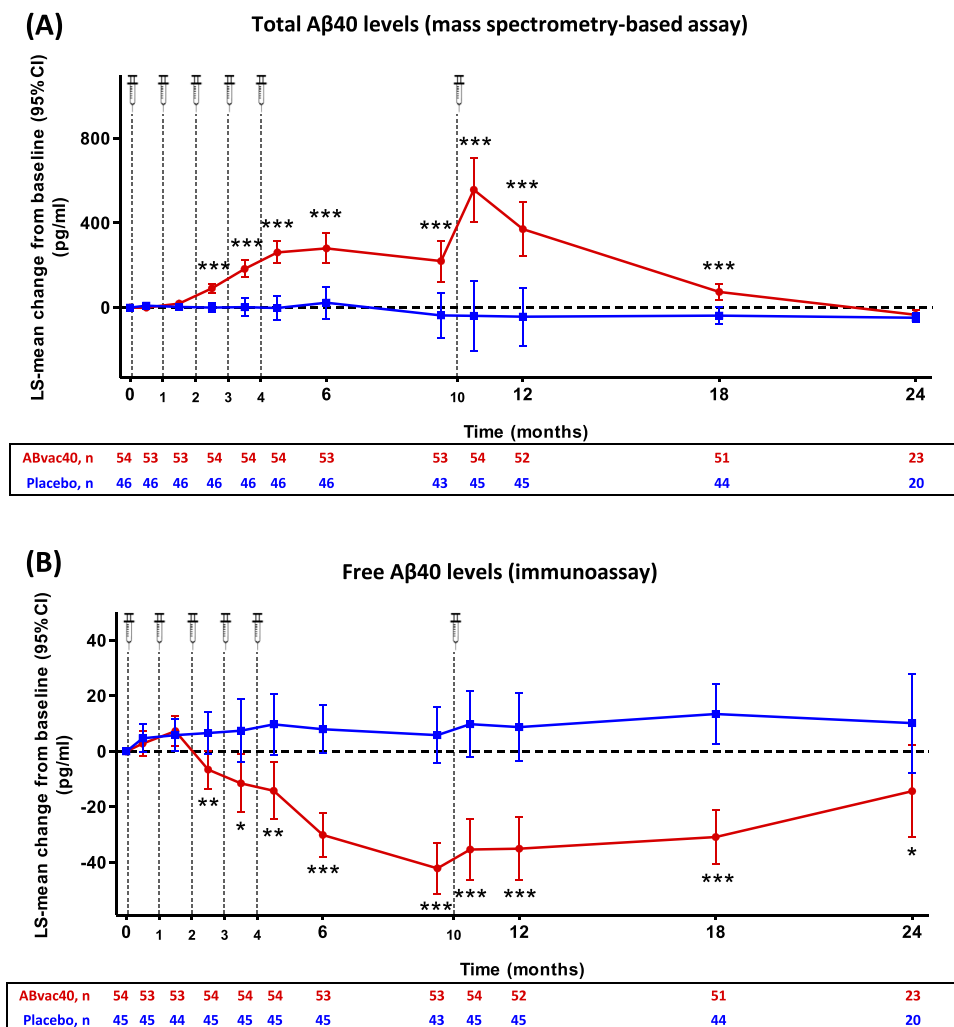 (A)
Total Aβ40 levels (mass spectrometry-based assay)
LS-mean change from baseline (95%CI)
(pg/ml)
800
400
0
***
***
***
***
***
***
***
***
0 1 2 3 4 6 10 12 18 24
Time (months)
ABvac40, n 54 53 53 54 54 54 53 53 54 52 51 23
Placebo, n 46 46 46 46 46 46 46 43 45 45 44 20
(B)
Free Aβ40 levels (immunoassay)
LS-mean change from baseline (95%CI)
(pg/ml)
40
20
0
-20
-40
**
*
**
***
***
***
***
***
*
0 1 2 3 4 6 10 12 18 24
Time (months)
ABvac40, n 54 53 53 54 54 54 53 53 54 52 51 23
Placebo, n 45 45 44 45 45 45 45 43 45 45 44 20